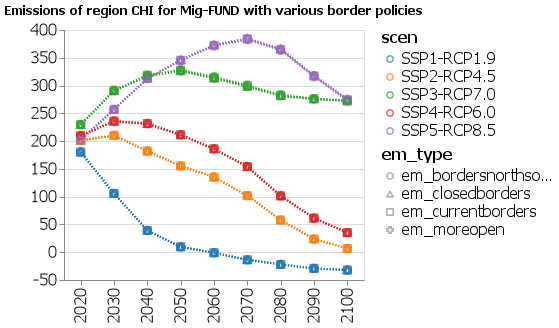 Emissions of region CHI for Mig-FUND with various border policies
400
350
300
250
200
150
100
50
0
-50
2020
2030
2040
2050
2060
2070
2080
2090
2100
scen
SSP1-RCP1.9
SSP2-RCP4.5
SSP3-RCP7.0
SSP4-RCP6.0
SSP5-RCP8.5
em_type
em_bordersnorthso...
em_closedborders
em_currentborders
em_moreopen